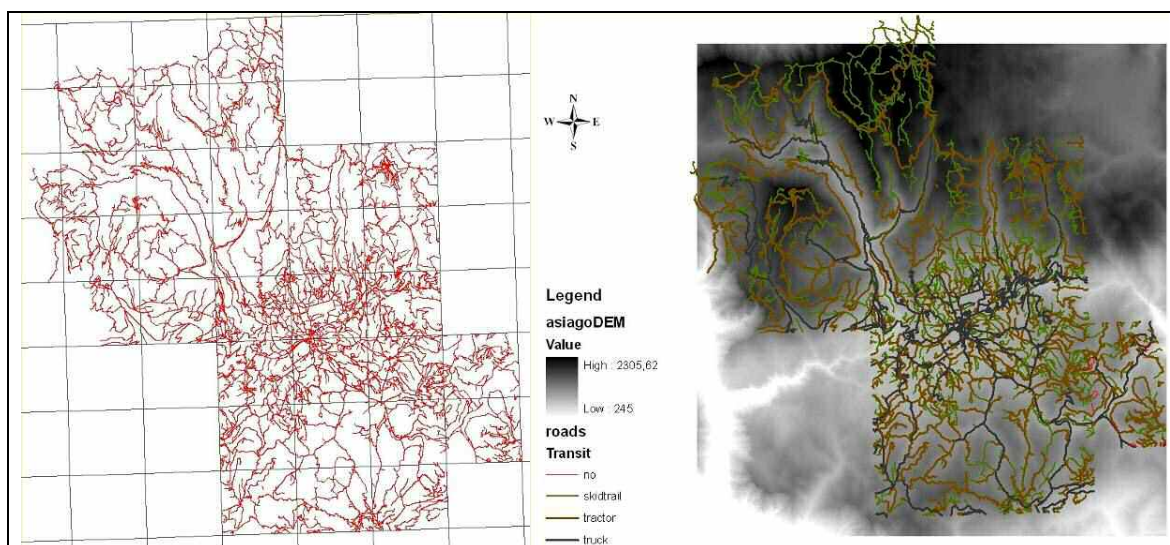 N
W E
S
Legend
asiagoDEM
Value
High : 2305,62
Low : 245
roads
Transit
no
skidtrail
tractor
truck